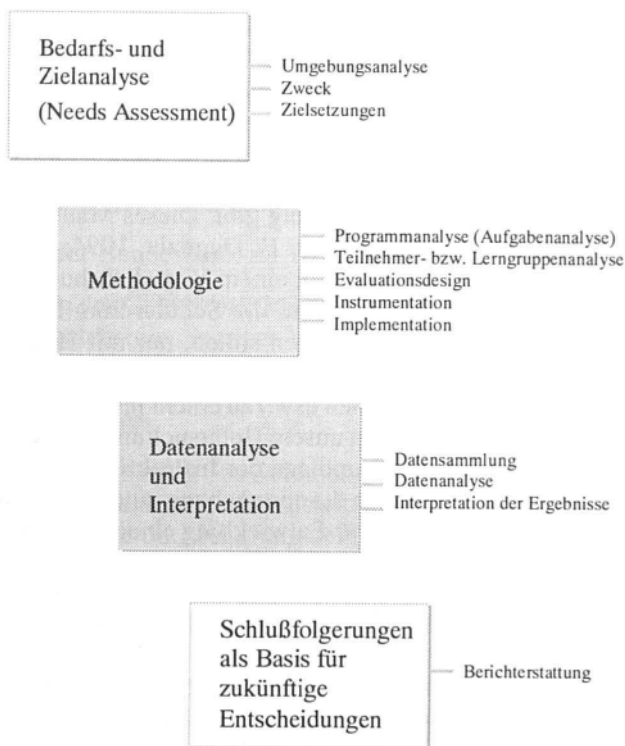 Bedarfs- und
Zielanalyse
(Needs Assessment)
Umgebungsanalyse
Zweck
Zielsetzungen
Methodologie
Programmanalyse (Aufgabenanalyse)
Teilnehmer- bzw. Lerngruppenanalyse
Evaluationsdesign
Instrumentation
Implementation
Datenanalyse
und
Interpretation
Datensammlung
Datenanalyse
Interpretation der Ergebnisse
Schlußfolgerungen
als Basis für
zukünftige
Entscheidungen
Berichterstattung